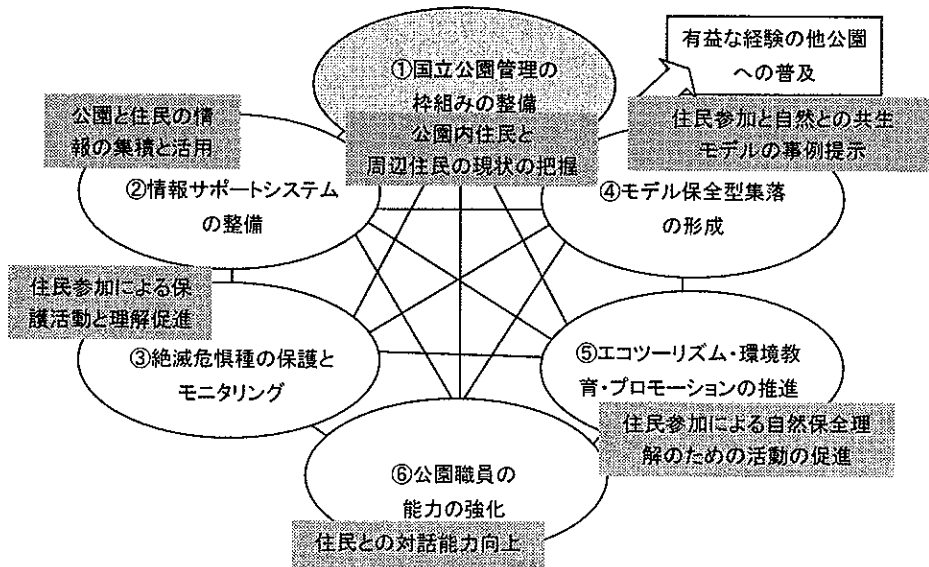 ①国立公園管理の
枠組みの整備
公園内住民と
周辺住民の現状の把握
有益な経験の他公園
への普及
公園と住民の情
報の集積と活用
②情報サポートシステム
の整備
住民参加と自然との共生
モデルの事例提示
④モデル保全型集落
の形成
住民参加による保
護活動と理解促進
③絶滅危惧種の保護と
モニタリング
⑤エコツーリズム・環境教
育・プロモーションの推進
住民参加による自然保全理
解のための活動の促進
⑥公園職員の
能力の強化
住民との対話能力向上